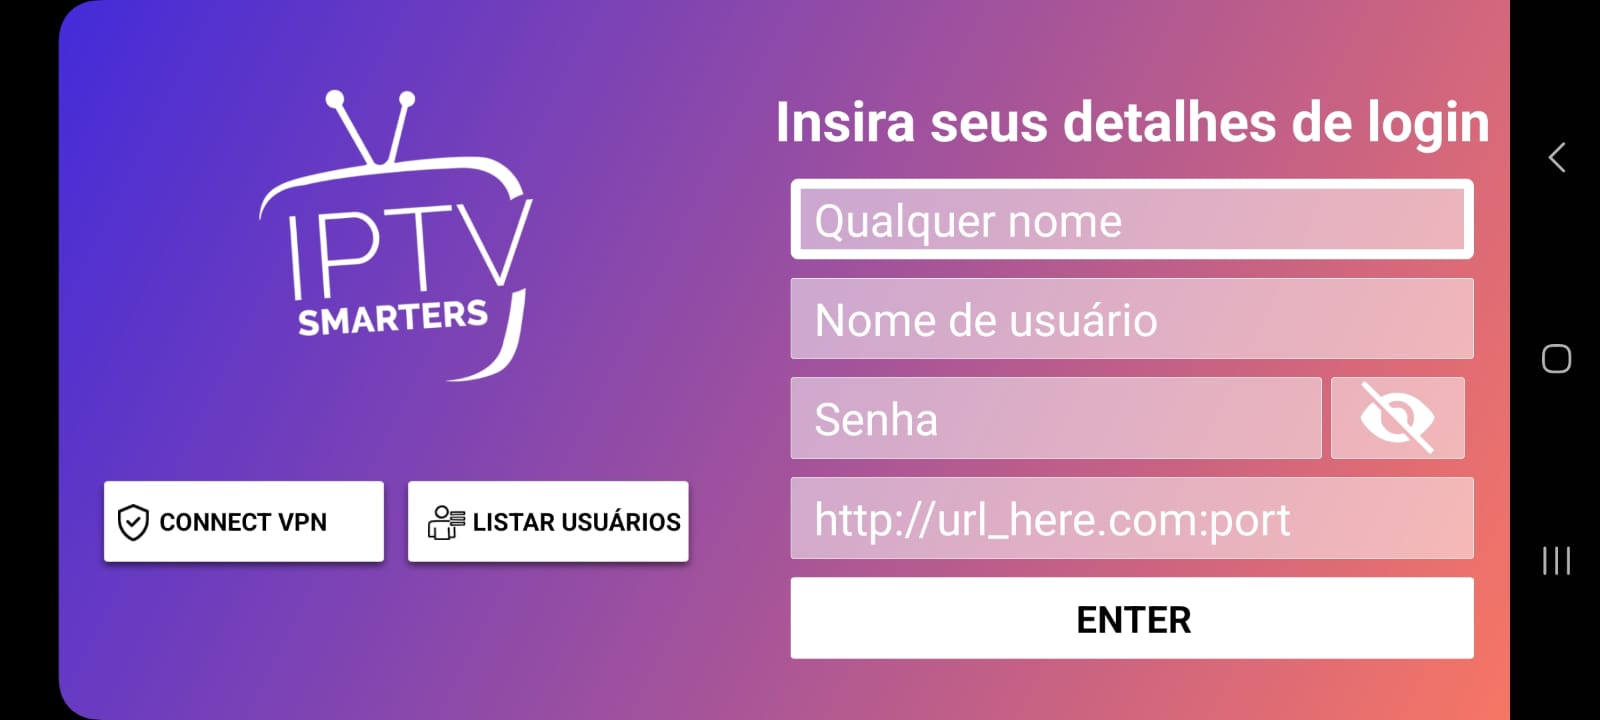 IPTV
SMARTERS
CONNECT VPN
LISTAR USUÁRIOS
Insira seus detalhes de login
Qualquer nome
Nome de usuário
Senha
http://url_here.com:port
ENTER